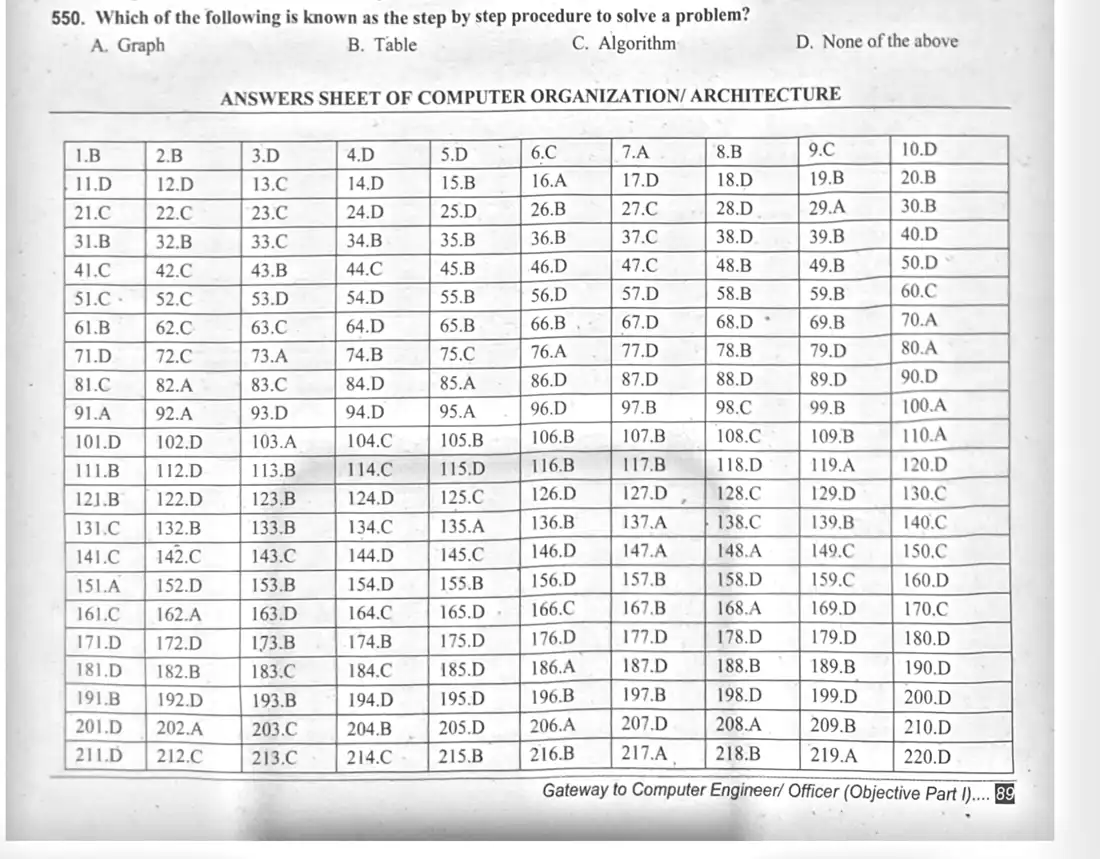 550. Which of the following is known as the step by step procedure to solve a problem?
A. Graph B. Table C. Algorithm D. None of the above
ANSWERS SHEET OF COMPUTER ORGANIZATION/ ARCHITECTURE
1.B 2.B 3.D 4.D 5.D 6.C 7.A 8.B 9.C 10.D
11.D 12.D 13.C 14.D 15.B 16.A 17.D 18.D 19.B 20.B
21.C 22.C 23.C 24.D 25.D 26.B 27.C 28.D 29.A 30.B
31.B 32.B 33.C 34.B 35.B 36.B 37.C 38.D 39.B 40.D
41.C 42.C 43.B 44.C 45.B 46.D 47.C 48.B 49.B 50.D
51.C 52.C 53.D 54.D 55.B 56.D 57.D 58.B 59.B 60.C
61.B 62.C 63.C 64.D 65.B 66.B 67.D 68.D 69.B 70.A
71.D 72.C 73.A 74.B 75.C 76.A 77.D 78.B 79.D 80.A
81.C 82.A 83.C 84.D 85.A 86.D 87.D 88.D 89.D 90.D
91.A 92.A 93.D 94.D 95.A 96.D 97.B 98.C 99.B 100.A
101.D 102.D 103.A 104.C 105.B 106.B 107.B 108.C 109.B 110.A
111.B 112.D 113.B 114.C 115.D 116.B 117.B 118.D 119.A 120.D
121.B 122.D 123.B 124.D 125.C 126.D 127.D 128.C 129.D 130.C
131.C 132.B 133.B 134.C 135.A 136.B 137.A 138.C 139.B 140.C
141.C 142.C 143.C 144.D 145.C 146.D 147.A 148.A 149.C 150.C
151.A 152.D 153.B 154.D 155.B 156.D 157.B 158.D 159.C 160.D
161.C 162.A 163.D 164.C 165.D 166.C 167.B 168.A 169.D 170.C
171.D 172.D 173.B 174.B 175.D 176.D 177.D 178.D 179.D 180.D
181.D 182.B 183.C 184.C 185.D 186.A 187.D 188.B 189.B 190.D
191.B 192.D 193.B 194.D 195.D 196.B 197.B 198.D 199.D 200.D
201.D 202.A 203.C 204.B 205.D 206.A 207.D 208.A 209.B 210.D
211.D 212.C 213.C 214.C 215.B 216.B 217.A 218.B 219.A 220.D
Gateway to Computer Engineer/ Officer (Objective Part I).... 89